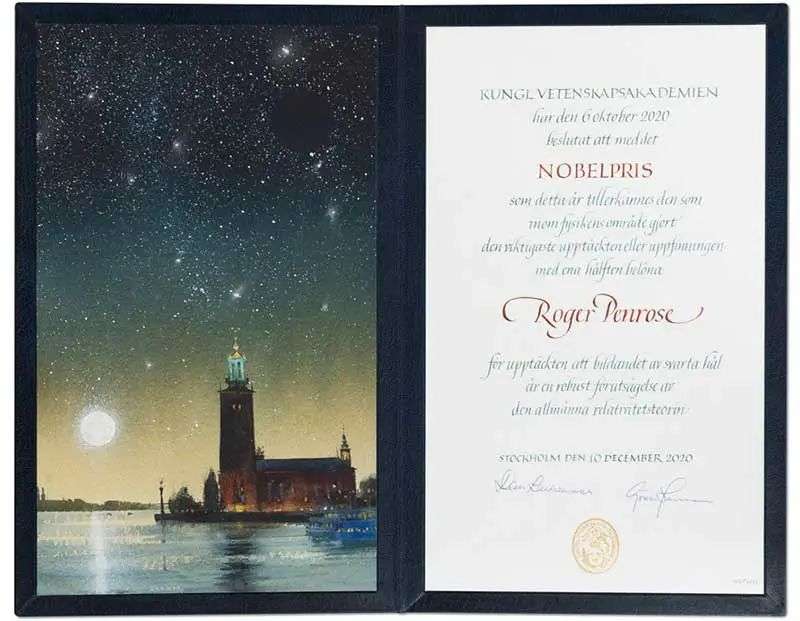 KUNGL. VETENSKAPSAKADEMIEN
har den 6 oktober 2020
beslutat att med det
NOBELPRIS
som detta år tillerkännes den som
inom fysikens område gjort
den viktigaste upptäckten eller uppfinningen
med ena hälften belöna
Roger Penrose
för upptäckten att bildandet av svarta hål
är en robust förutsägelse av
den allmänna relativitetsteorin
STOCKHOLM DEN 10 DECEMBER 2020